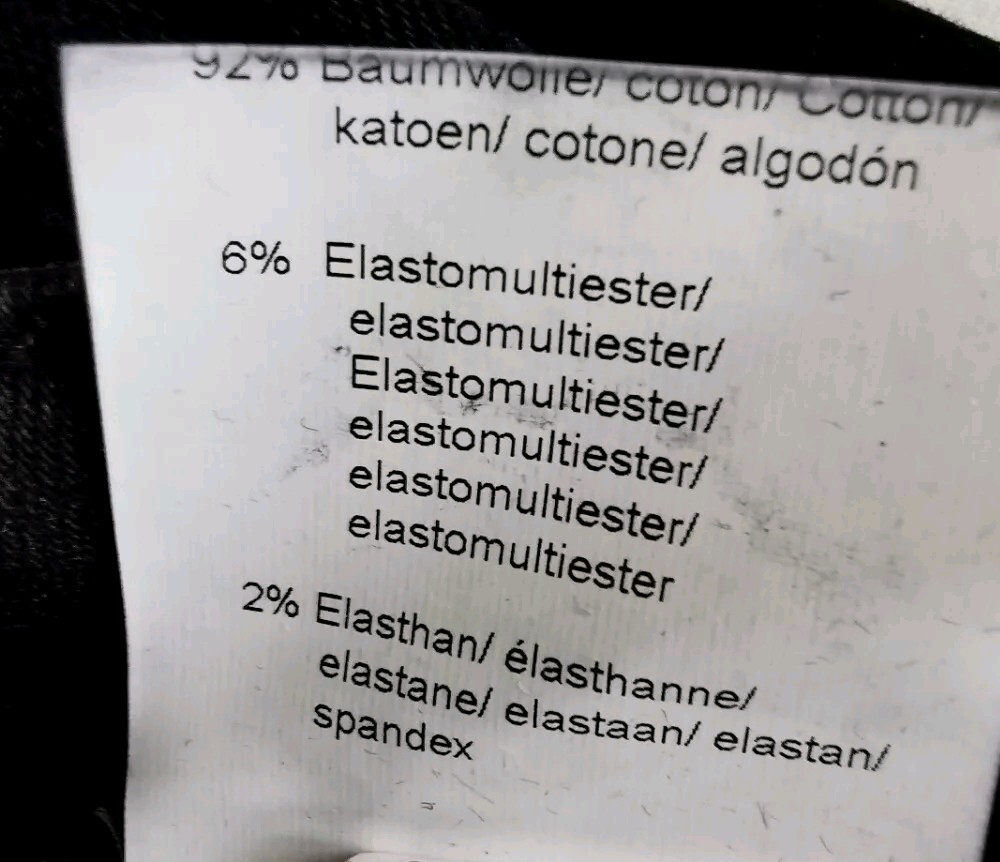 92% Baumwolle/ coton/ Cotton/
katoen/ cotone/ algodón
6% Elastomultiester/
elastomultiester/
Elastomultiester/
elastomultiester/
elastomultiester/
elastomultiester
2% Elasthan/ élasthanne/
elastane/ elastaan/ elastan/
spandex